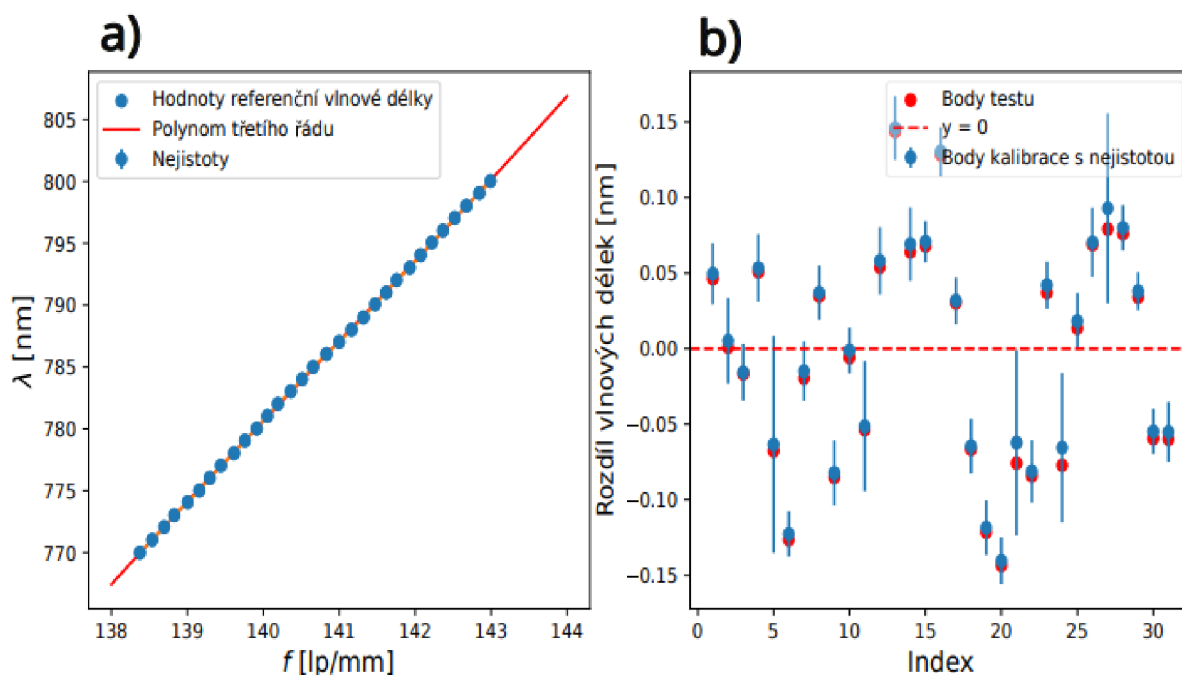 a)
Hodnoty referenční vlnové délky
Polynom třetího řádu
Nejistoty
805
800
795
790
785
780
775
770
λ [nm]
138 139 140 141 142 143 144
f [lp/mm]
b)
Body testu
y = 0
Body kalibrace s nejistotou
0.15
0.10
0.05
0.00
−0.05
−0.10
−0.15
Rozdíl vlnových délek [nm]
0 5 10 15 20 25 30
Index